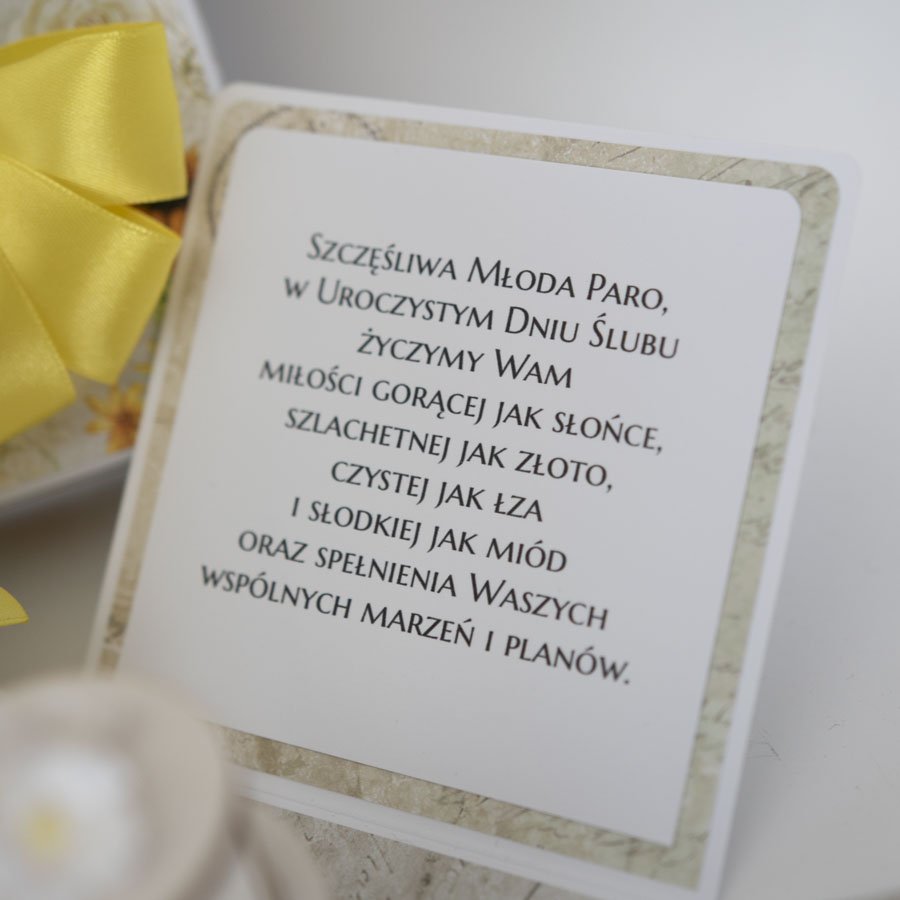 Szczęśliwa Młoda Paro,
w Uroczystym Dniu Ślubu
życzymy Wam
miłości gorącej jak słońce,
szlachetnej jak złoto,
czystej jak łza
i słodkiej jak miód
oraz spełnienia Waszych
wspólnych marzeń i planów.